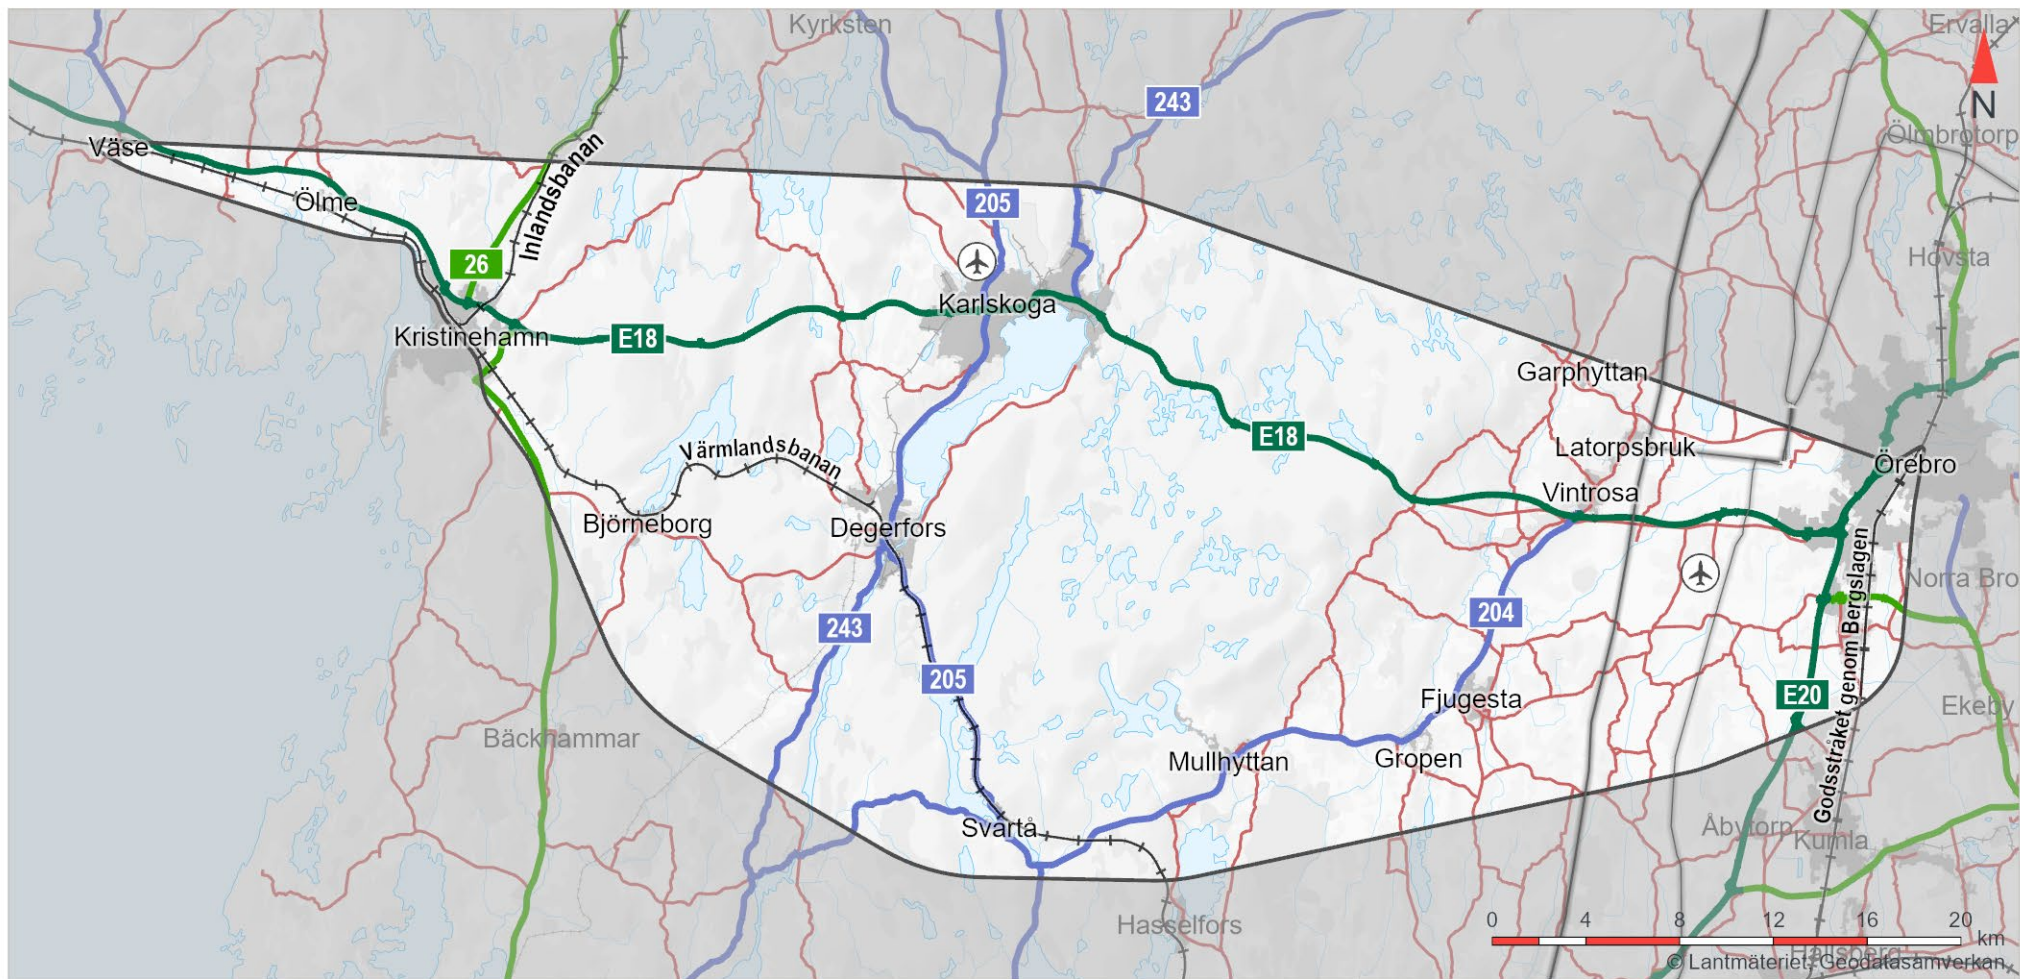 Kyrksten
Ervalla
243
N
Ölmbrotorp
Väse
Inlandsbanan
Ölme
205
26
Hovsta
Karlskoga
Kristinehamn
E18
Garphyttan
E18
Latorpsbruk
Värmlandsbanan
Örebro
Vintrosa
Björneborg
Degerfors
Norra Bro
204
243
205
Godsstråket genom Bergslagen
E20
Fjugesta
Ekeby
Bäckhammar
Mullhyttan
Gropen
Svartå
Åbytorp
Kumla
Hasselfors
0 4 8 12 16 20
km
Hallsberg
© Lantmäteriet, Geodatasamverkan